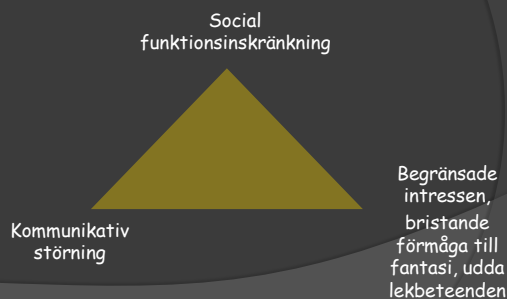 Social
funktionsinskränkning
Kommunikativ
störning
Begränsade
intressen,
bristande
förmåga till
fantasi, udda
lekbeteenden